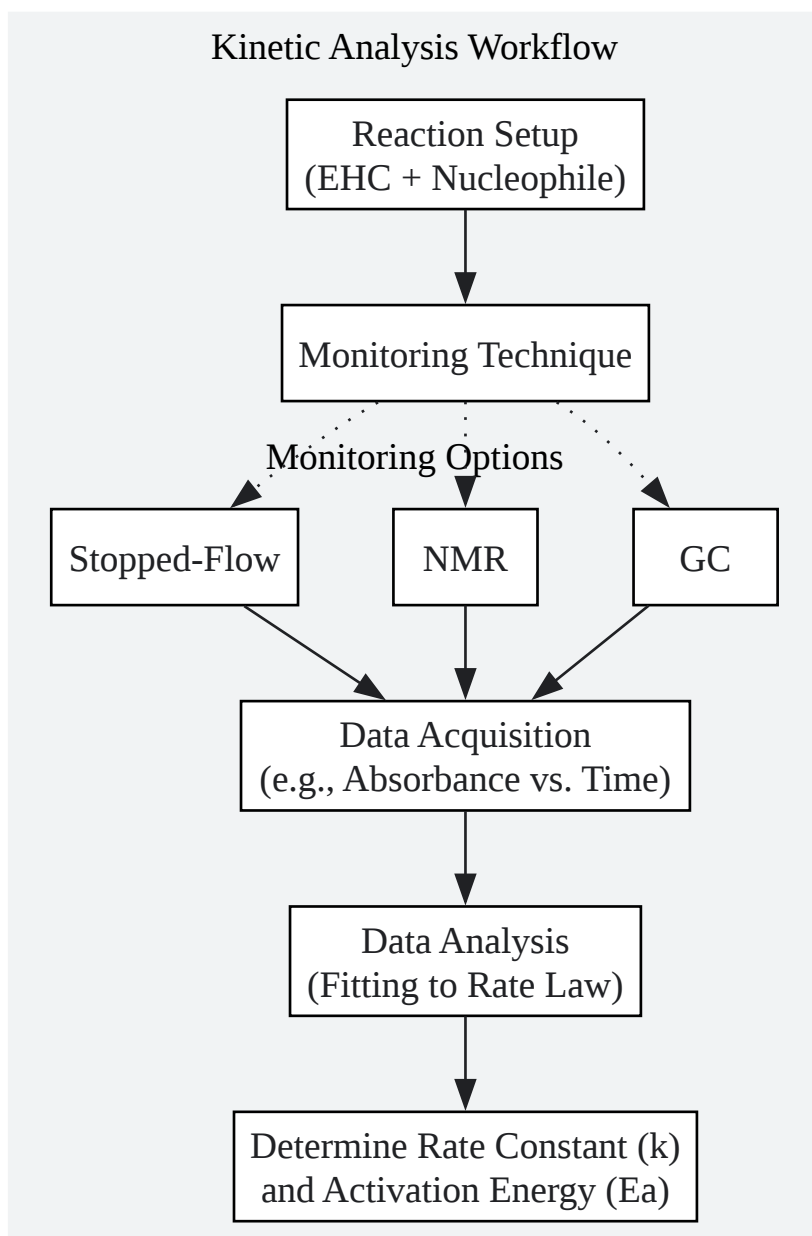 Kinetic Analysis Workflow
Reaction Setup
(EHC + Nucleophile)
Monitoring Technique
Monitoring Options
Stopped-Flow
NMR
GC
Data Acquisition
(e.g., Absorbance vs. Time)
Data Analysis
(Fitting to Rate Law)
Determine Rate Constant (k)
and Activation Energy (Ea)